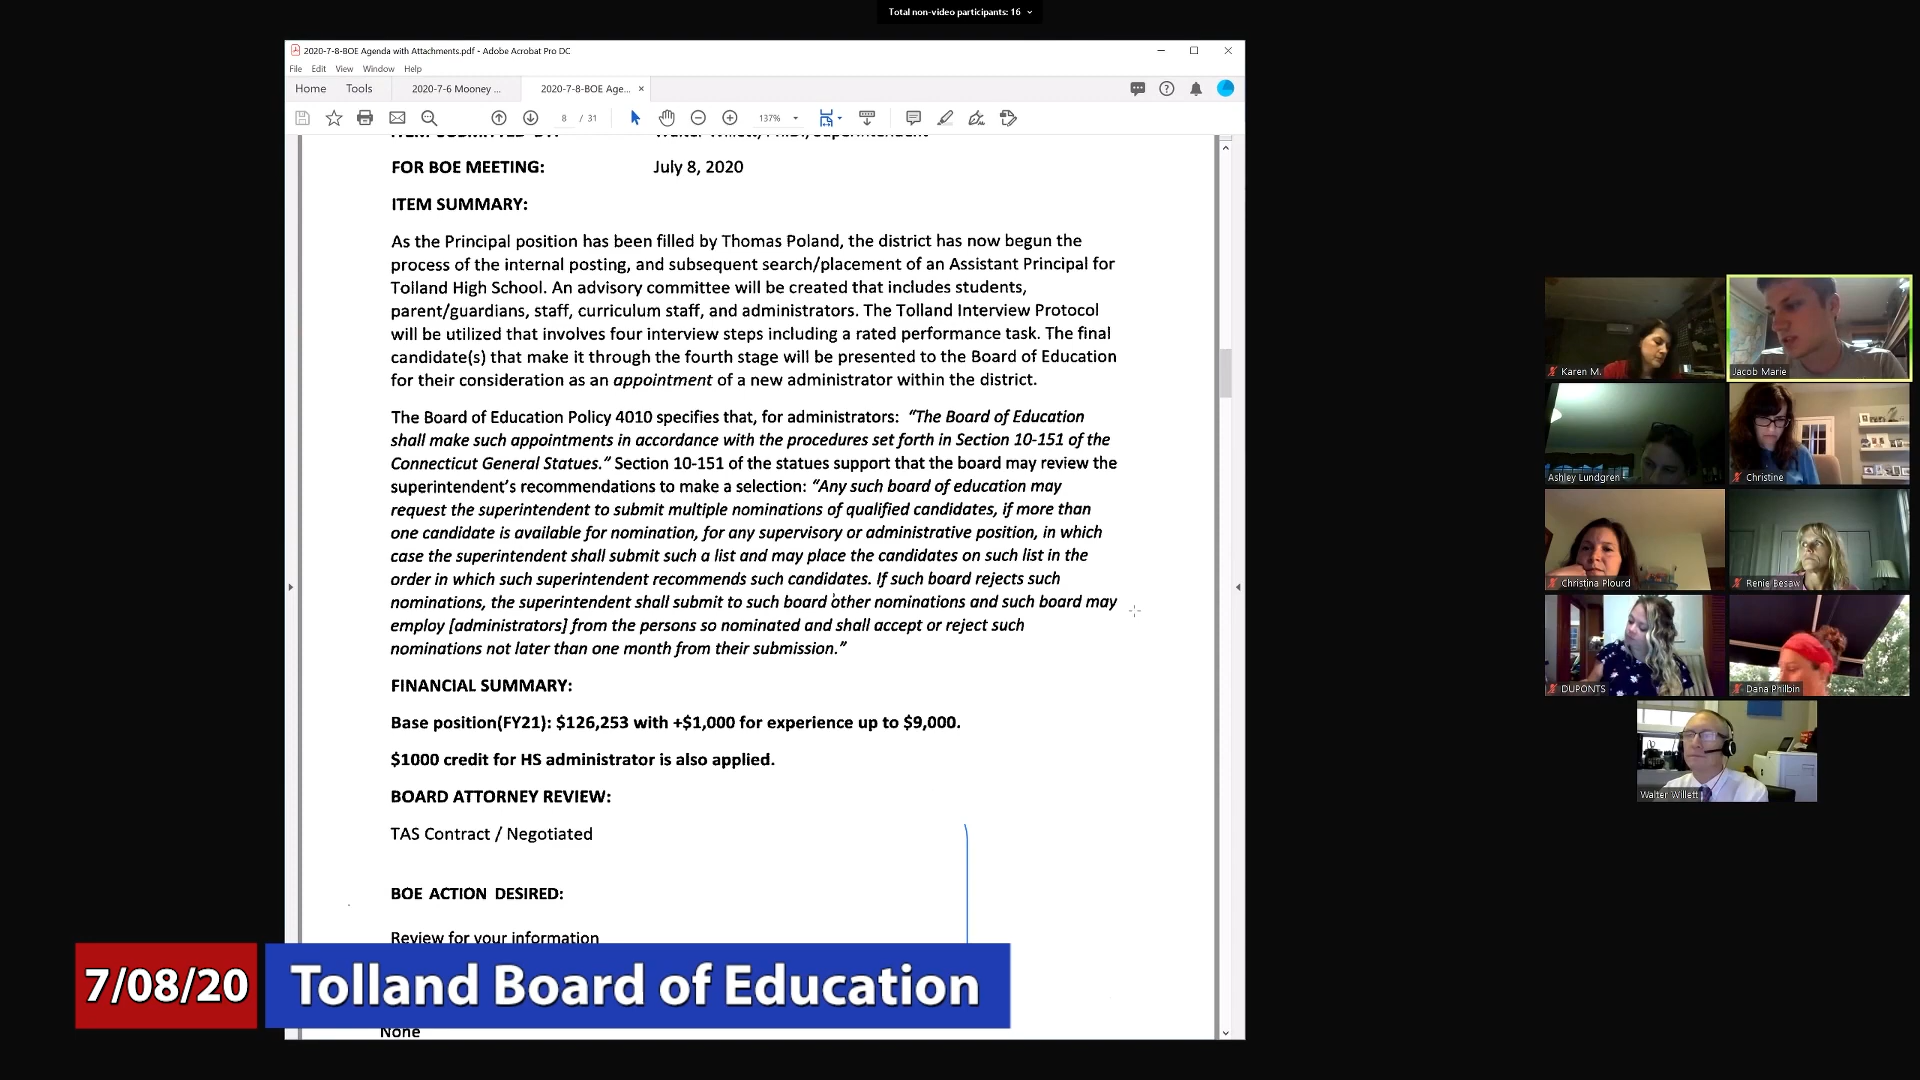 Total non-video participants: 16
2020-7-8-BOE Agenda with Attachments.pdf - Adobe Acrobat Pro DC
File Edit View Window Help
Home Tools 2020-7-6 Mooney ... 2020-7-8-BOE Age... ×
8 / 31 137%
FOR BOE MEETING: July 8, 2020
ITEM SUMMARY:
As the Principal position has been filled by Thomas Poland, the district has now begun the
process of the internal posting, and subsequent search/placement of an Assistant Principal for
Tolland High School. An advisory committee will be created that includes students,
parent/guardians, staff, curriculum staff, and administrators. The Tolland Interview Protocol
will be utilized that involves four interview steps including a rated performance task. The final
candidate(s) that make it through the fourth stage will be presented to the Board of Education
for their consideration as an appointment of a new administrator within the district.
The Board of Education Policy 4010 specifies that, for administrators: “The Board of Education
shall make such appointments in accordance with the procedures set forth in Section 10-151 of the
Connecticut General Statues.” Section 10-151 of the statues support that the board may review the
superintendent’s recommendations to make a selection: “Any such board of education may
request the superintendent to submit multiple nominations of qualified candidates, if more than
one candidate is available for nomination, for any supervisory or administrative position, in which
case the superintendent shall submit such a list and may place the candidates on such list in the
order in which such superintendent recommends such candidates. If such board rejects such
nominations, the superintendent shall submit to such board other nominations and such board may
employ [administrators] from the persons so nominated and shall accept or reject such
nominations not later than one month from their submission.”
FINANCIAL SUMMARY:
Base position(FY21): $126,253 with +$1,000 for experience up to $9,000.
$1000 credit for HS administrator is also applied.
BOARD ATTORNEY REVIEW:
TAS Contract / Negotiated
BOE ACTION DESIRED:
Review for your information
None
7/08/20 Tolland Board of Education
Karen M.
Jacob Marie
Ashley Lundgren
Christine
Christina Plourd
Renie Besaw
DUPONTS
Dana Philbin
Walter Willett